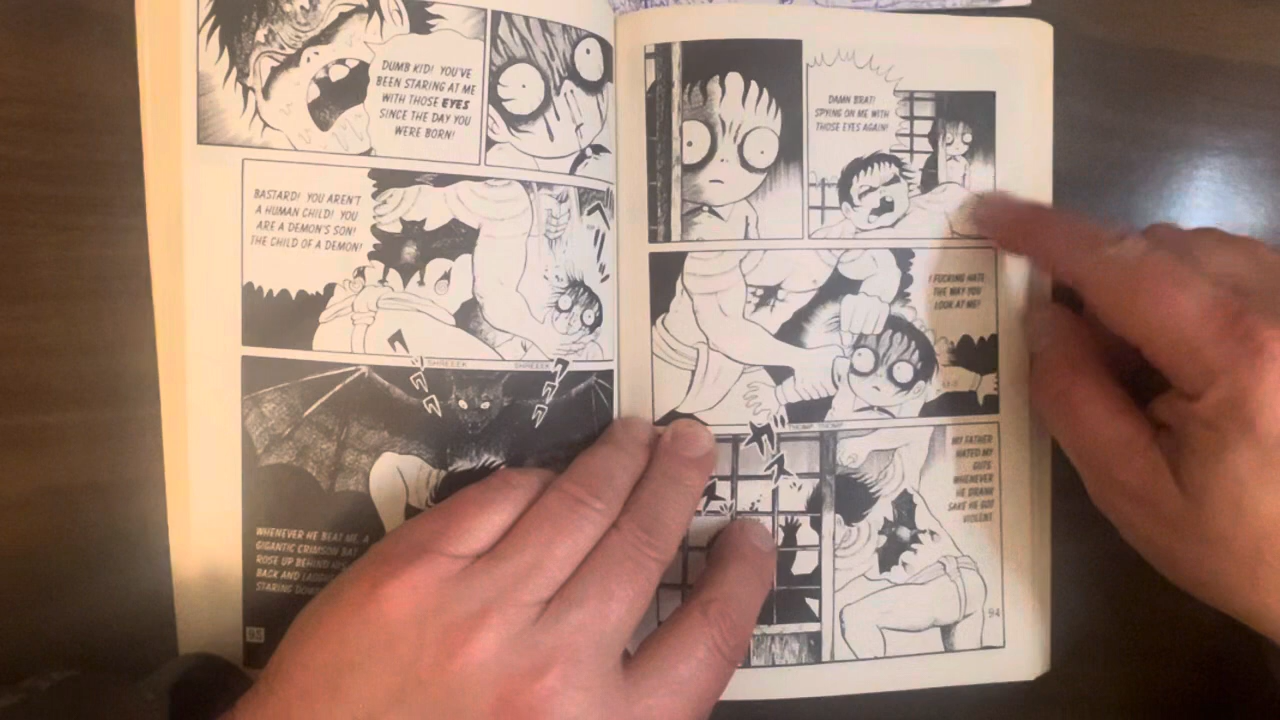 DAMN BRAT!
SPYING ON ME WITH
THOSE EYES AGAIN!
I FUCKING HATE
THE WAY YOU
LOOK AT ME!
THOMP THOMP
MY FATHER
HATED MY
GUTS.
WHENEVER
HE DRANK
SAKE HE GOT
VIOLENT.
94
DUMB KID! YOU'VE
BEEN STARING AT ME
WITH THOSE EYES
SINCE THE DAY YOU
WERE BORN!
BASTARD! YOU AREN'T
A HUMAN CHILD! YOU
ARE A DEMON'S SON!
THE CHILD OF A DEMON!
SHREEEK
SHREEEK
WHENEVER HE BEAT ME, A
GIGANTIC CRIMSON BAT
ROSE UP BEHIND HIS
BACK AND
STARING
95